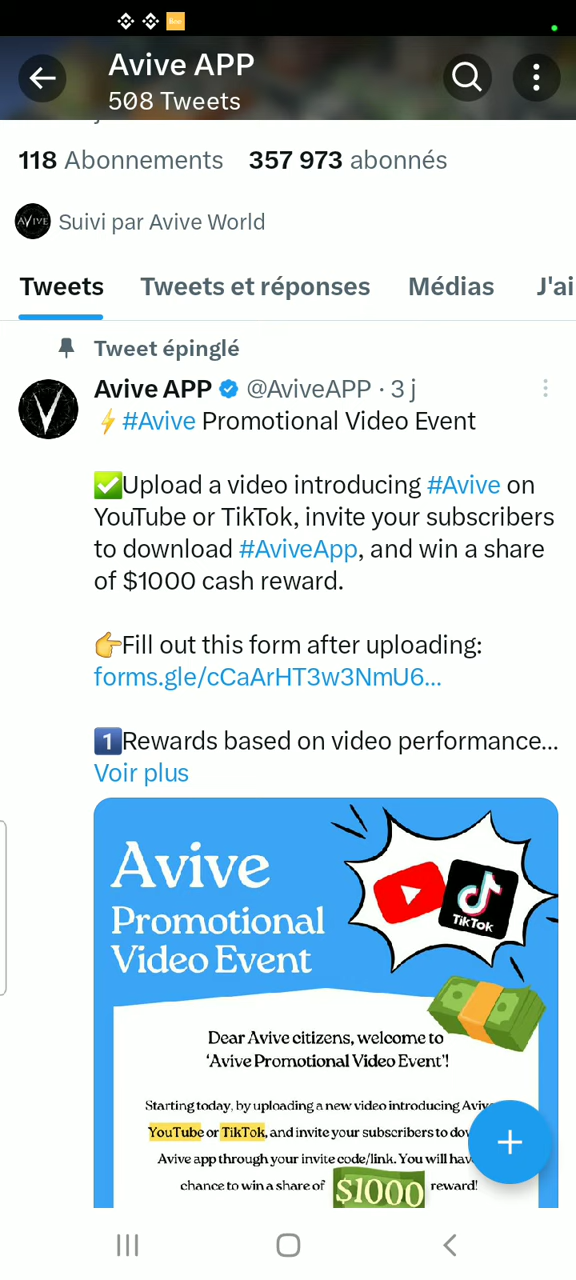 Avive APP
508 Tweets
118 Abonnements 357 973 abonnés
AVIVE Suivi par Avive World
Tweets Tweets et réponses Médias J'ai
Tweet épinglé
Avive APP @AviveAPP · 3 j
⚡#Avive Promotional Video Event
✅Upload a video introducing #Avive on
YouTube or TikTok, invite your subscribers
to download #AviveApp, and win a share
of $1000 cash reward.
👉Fill out this form after uploading:
forms.gle/cCaArHT3w3NmU6...
1️⃣Rewards based on video performance...
Voir plus
Avive
Promotional
Video Event
TikTok
Dear Avive citizens, welcome to
'Avive Promotional Video Event'!
Starting today, by uploading a new video introducing
YouTube or TikTok, and invite your subscribers to
Avive app through your invite code/link. You will
chance to win a share of $1000 reward!